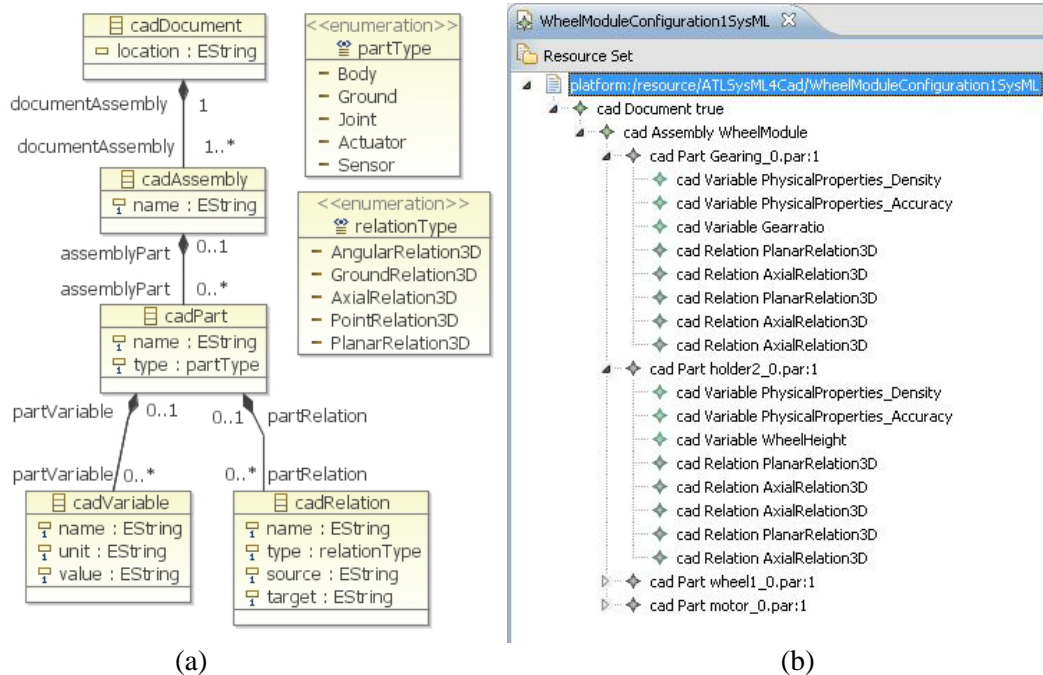 cadDocument
location : EString
documentAssembly 1
documentAssembly 1..*
cadAssembly
name : EString
assemblyPart 0..1
assemblyPart 0..*
cadPart
name : EString
type : partType
partVariable 0..1
0..1 partRelation
partVariable 0..*
0..* partRelation
cadVariable
name : EString
unit : EString
value : EString
cadRelation
name : EString
type : relationType
source : EString
target : EString
<<enumeration>>
partType
Body
Ground
Joint
Actuator
Sensor
<<enumeration>>
relationType
AngularRelation3D
GroundRelation3D
AxialRelation3D
PointRelation3D
PlanarRelation3D
(a)
WheelModuleConfiguration1SysML
Resource Set
platform:/resource/ATLSysML4Cad/WheelModuleConfiguration1SysML
cad Document true
cad Assembly WheelModule
cad Part Gearing_0.par:1
cad Variable PhysicalProperties_Density
cad Variable PhysicalProperties_Accuracy
cad Variable Gearratio
cad Relation PlanarRelation3D
cad Relation AxialRelation3D
cad Relation PlanarRelation3D
cad Relation AxialRelation3D
cad Relation AxialRelation3D
cad Part holder2_0.par:1
cad Variable PhysicalProperties_Density
cad Variable PhysicalProperties_Accuracy
cad Variable WheelHeight
cad Relation PlanarRelation3D
cad Relation AxialRelation3D
cad Relation AxialRelation3D
cad Relation PlanarRelation3D
cad Relation AxialRelation3D
cad Part wheel1_0.par:1
cad Part motor_0.par:1
(b)